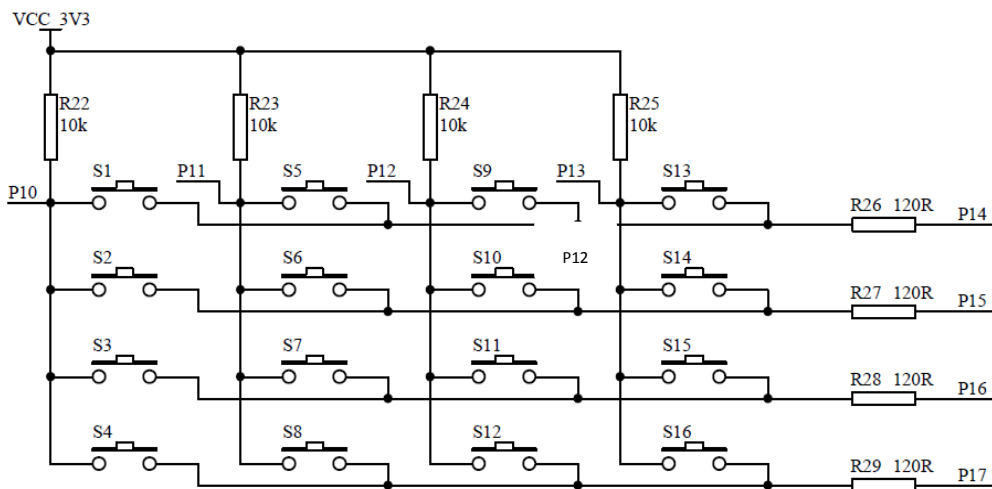 VCC 3V3
R22
10k
R23
10k
R24
10k
R25
10k
P10
S1
P11
S5
P12
S9
P13
S13
R26 120R
P14
S2
S6
S10
P12
S14
R27 120R
P15
S3
S7
S11
S15
R28 120R
P16
S4
S8
S12
S16
R29 120R
P17